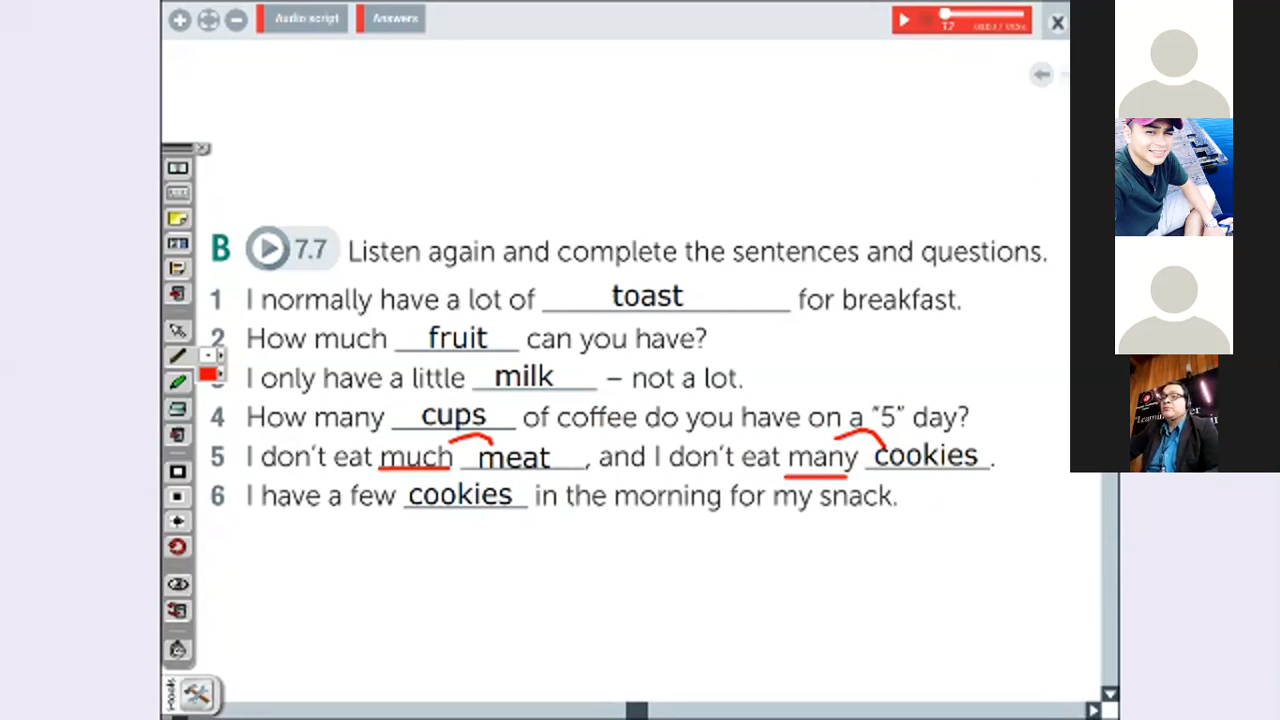 Audio script Answers
B 7.7 Listen again and complete the sentences and questions.
1 I normally have a lot of toast for breakfast.
2 How much fruit can you have?
I only have a little milk – not a lot.
4 How many cups of coffee do you have on a “5” day?
5 I don’t eat much meat, and I don’t eat many cookies.
6 I have a few cookies in the morning for my snack.
i-tools